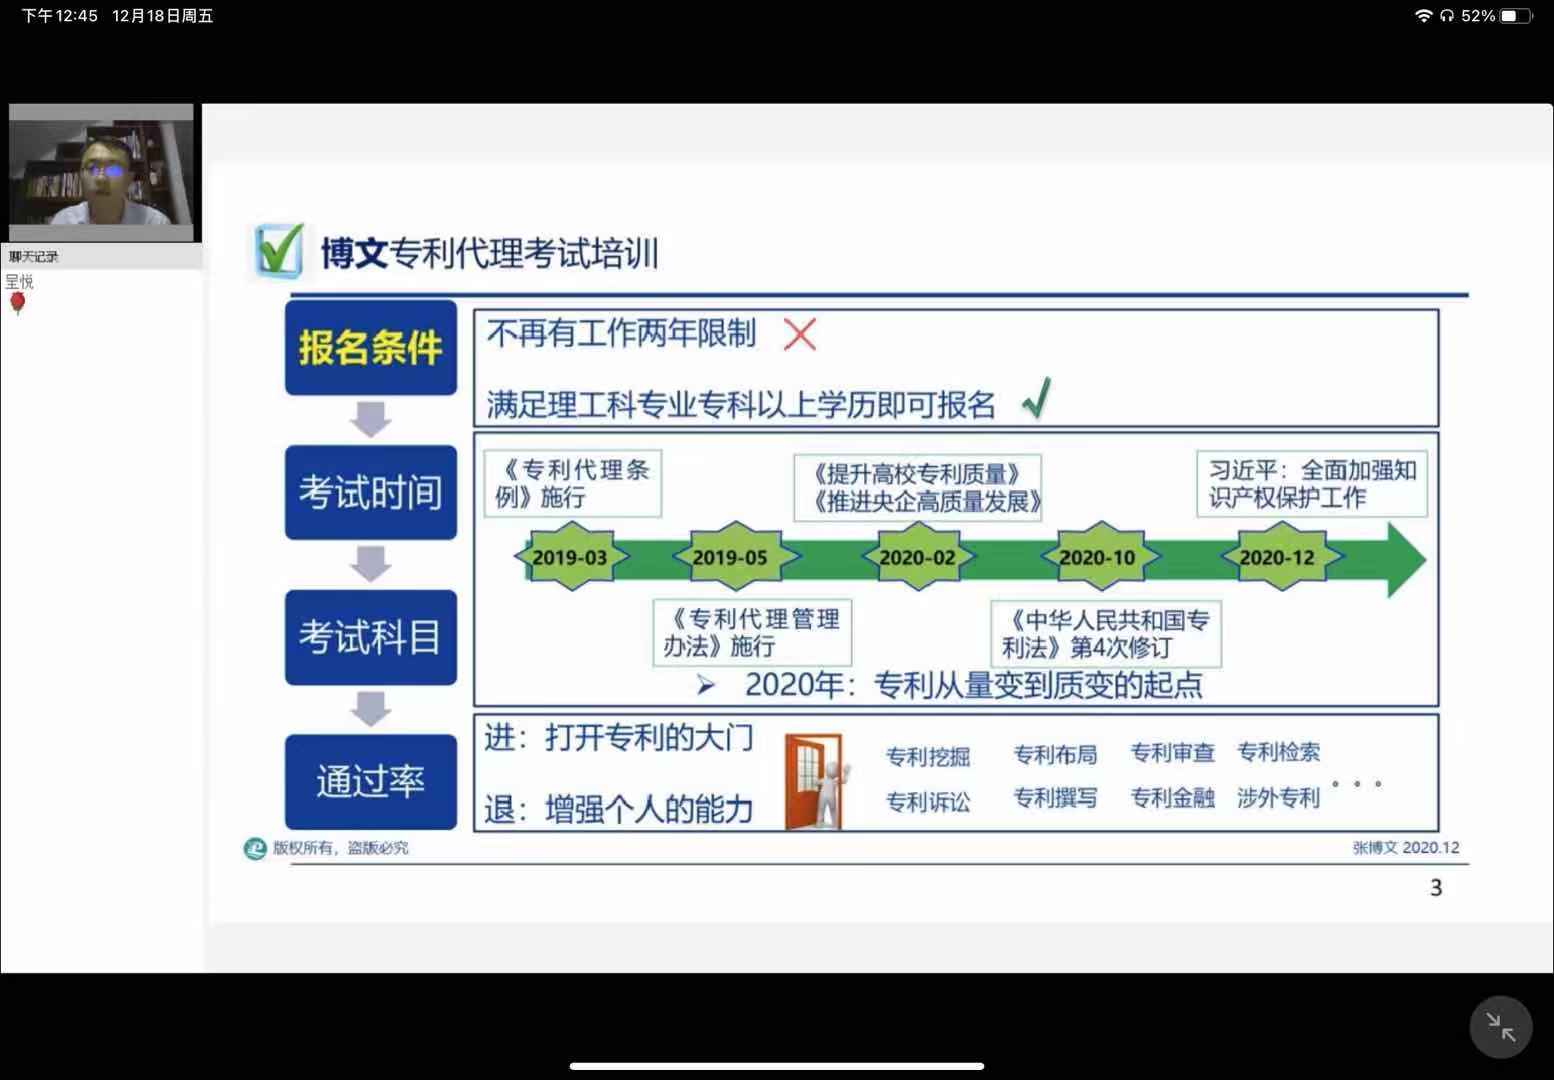 下午12:45 12月18日周五
52%
聊天记录
呈悦
博文专利代理考试培训
报名条件
不再有工作两年限制
满足理工科专业专科以上学历即可报名
考试时间
《专利代理条
例》施行
《提升高校专利质量》
《推进央企高质量发展》
习近平：全面加强知
识产权保护工作
2019-03
2019-05
2020-02
2020-10
2020-12
《专利代理管理
办法》施行
《中华人民共和国专
利法》第4次修订
2020年：专利从量变到质变的起点
考试科目
通过率
进：打开专利的大门
退：增强个人的能力
专利挖掘 专利布局 专利审查 专利检索
专利诉讼 专利撰写 专利金融 涉外专利 。。。
版权所有，盗版必究
张博文 2020.12
3